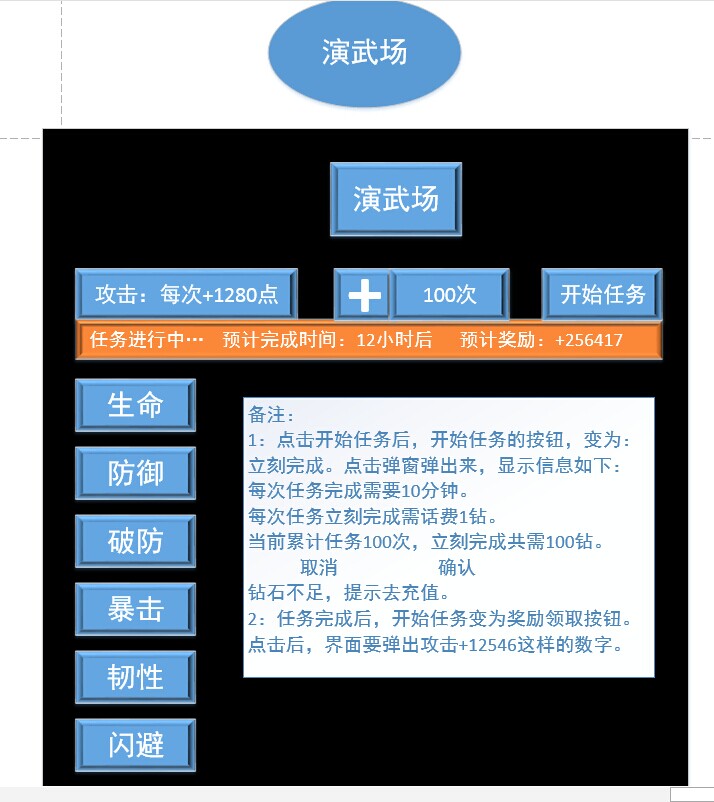 演武场
演武场
攻击：每次+1280点
100次
开始任务
任务进行中… 预计完成时间：12小时后 预计奖励：+256417
生命
防御
破防
暴击
韧性
闪避
备注：
1：点击开始任务后，开始任务的按钮，变为：
立刻完成。点击弹窗弹出来，显示信息如下：
每次任务完成需要10分钟。
每次任务立刻完成需话费1钻。
当前累计任务100次，立刻完成共需100钻。
取消 确认
钻石不足，提示去充值。
2：任务完成后，开始任务变为奖励领取按钮。
点击后，界面要弹出攻击+12546这样的数字。